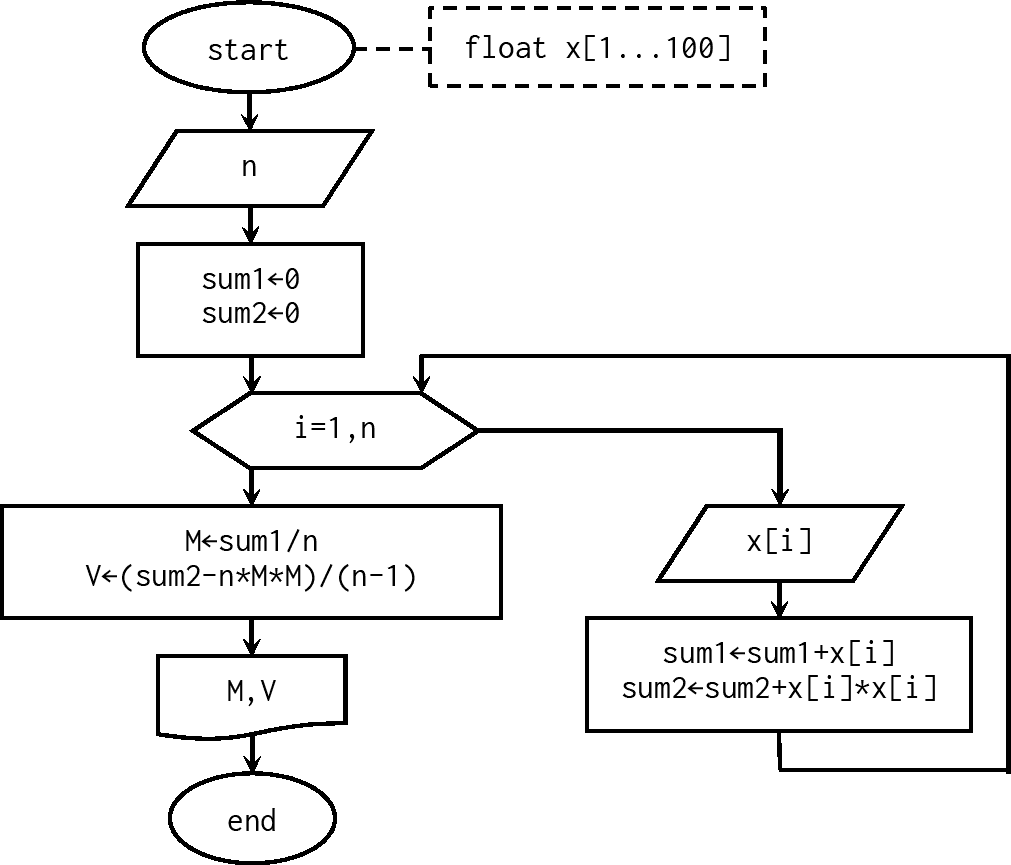 start
float x[1...100]
n
sum1←0
sum2←0
i=1,n
M←sum1/n
V←(sum2-n*M*M)/(n-1)
x[i]
sum1←sum1+x[i]
sum2←sum2+x[i]*x[i]
M,V
end